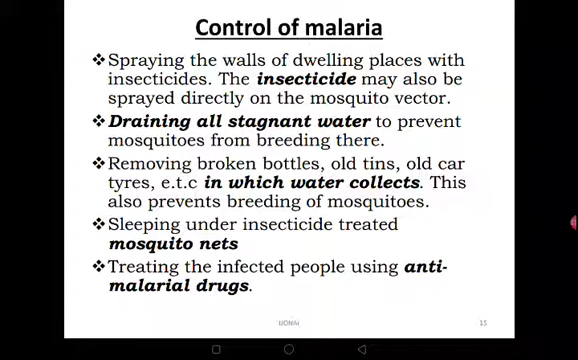 Control of malaria
❖Spraying the walls of dwelling places with
insecticides. The insecticide may also be
sprayed directly on the mosquito vector.
❖Draining all stagnant water to prevent
mosquitoes from breeding there.
❖Removing broken bottles, old tins, old car
tyres, e.t.c in which water collects. This
also prevents breeding of mosquitoes.
❖Sleeping under insecticide treated
mosquito nets
❖Treating the infected people using anti-
malarial drugs.
15